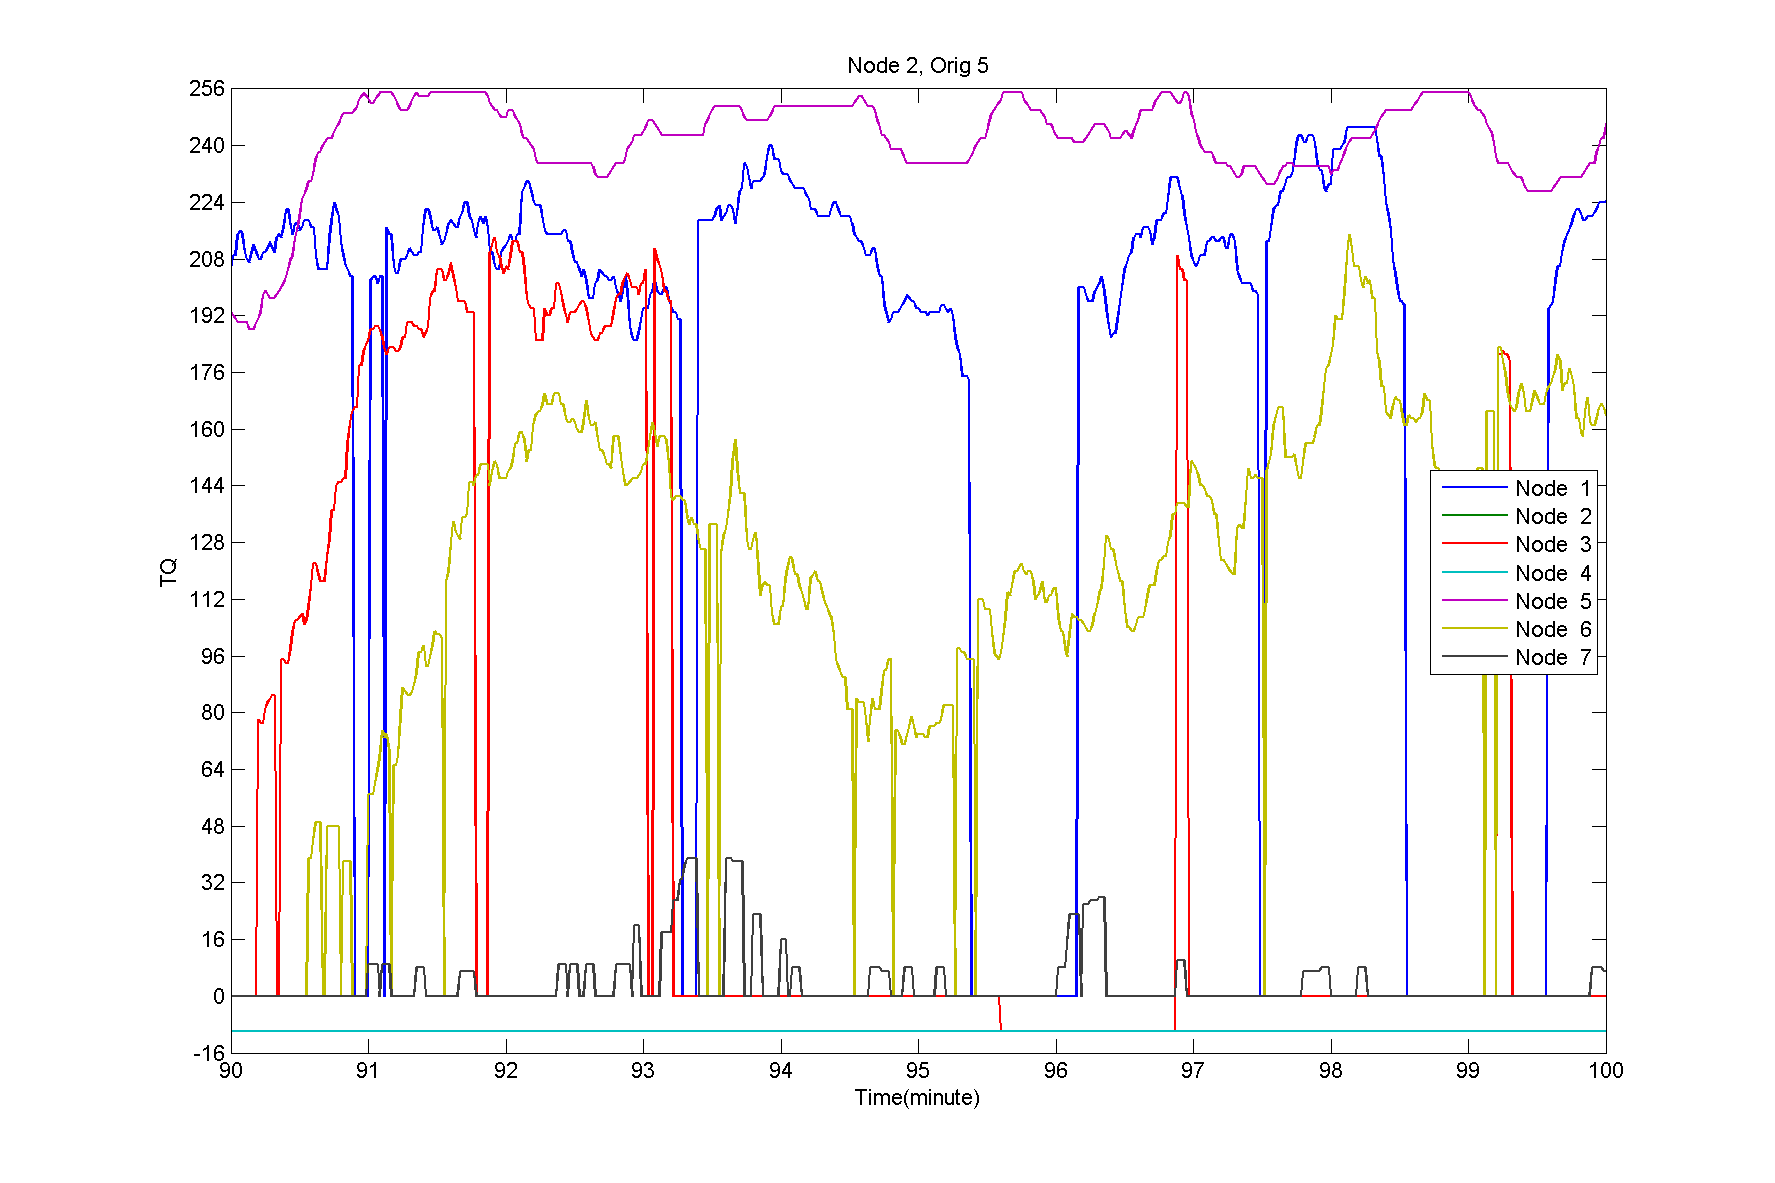 Node 2, Orig 5
256
240
224
208
192
176
160
144
128
112
96
80
64
48
32
16
0
-16
TQ
Node 1
Node 2
Node 3
Node 4
Node 5
Node 6
Node 7
90 91 92 93 94 95 96 97 98 99 100
Time(minute)